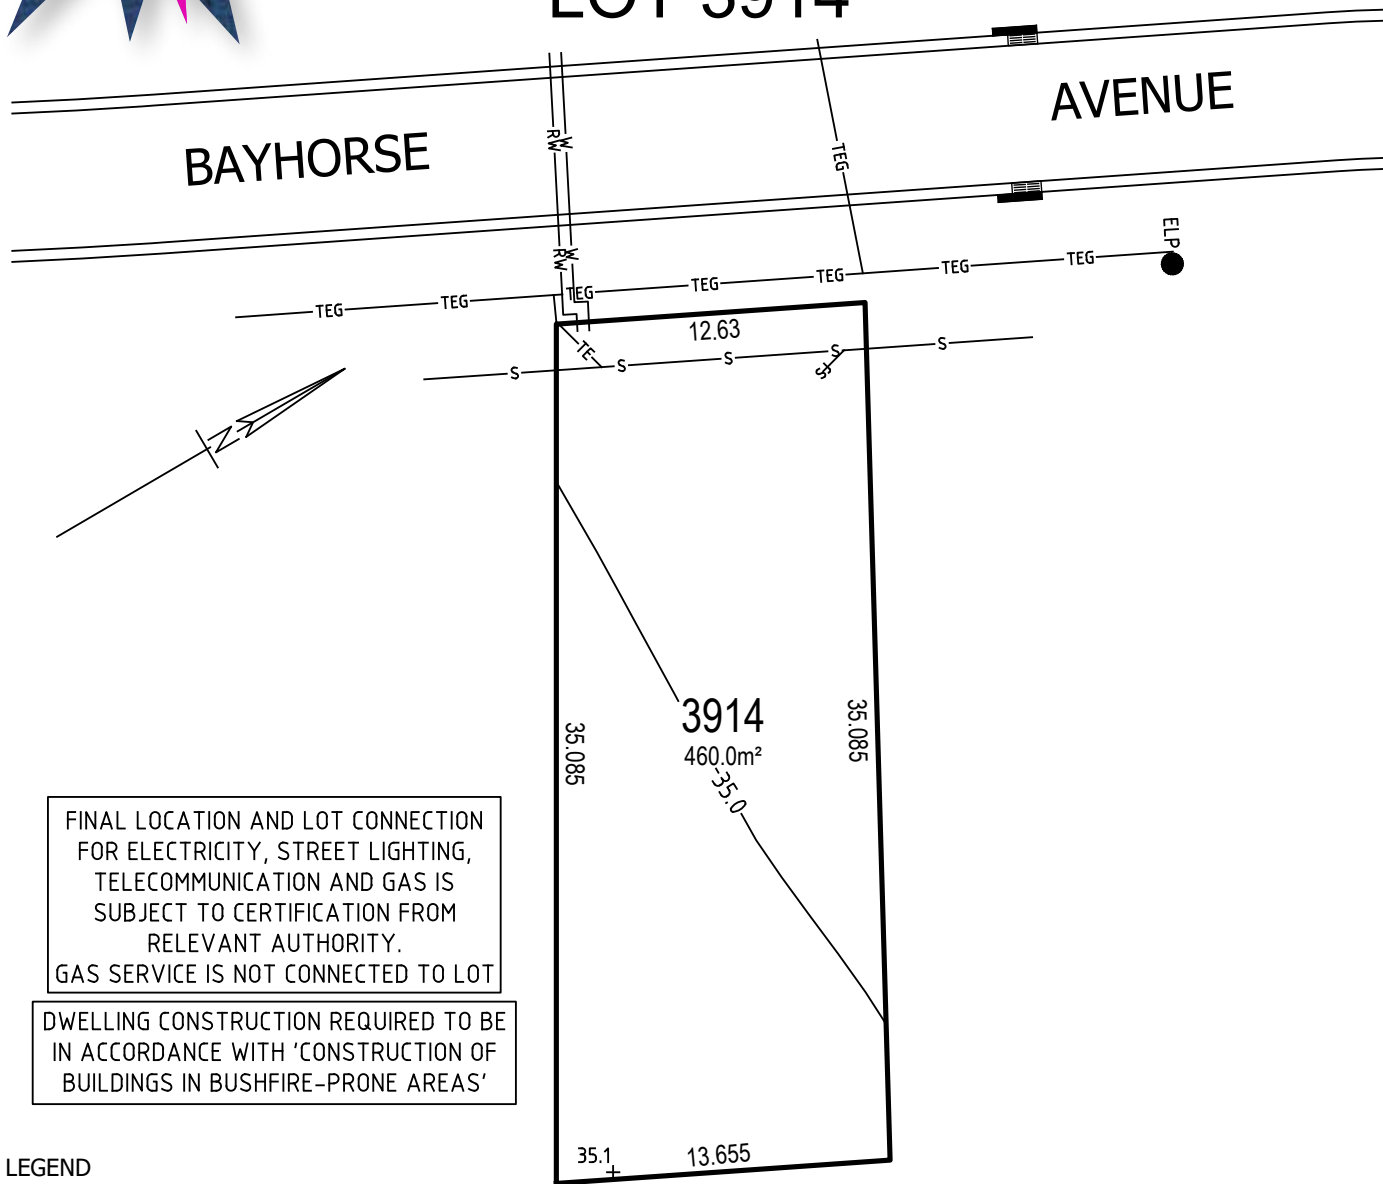 LOT 3914
BAYHORSE
AVENUE
RW
W
TEG
RW
W
ELP
TEG
TEG
TEG
TEG
TEG
TEG
TEG
12.63
TE
S
S
S
S
S
SJ
N
3914
460.0m²
35.085
35.085
35.0
FINAL LOCATION AND LOT CONNECTION
FOR ELECTRICITY, STREET LIGHTING,
TELECOMMUNICATION AND GAS IS
SUBJECT TO CERTIFICATION FROM
RELEVANT AUTHORITY.
GAS SERVICE IS NOT CONNECTED TO LOT
DWELLING CONSTRUCTION REQUIRED TO BE
IN ACCORDANCE WITH 'CONSTRUCTION OF
BUILDINGS IN BUSHFIRE-PRONE AREAS'
35.1
13.655
LEGEND